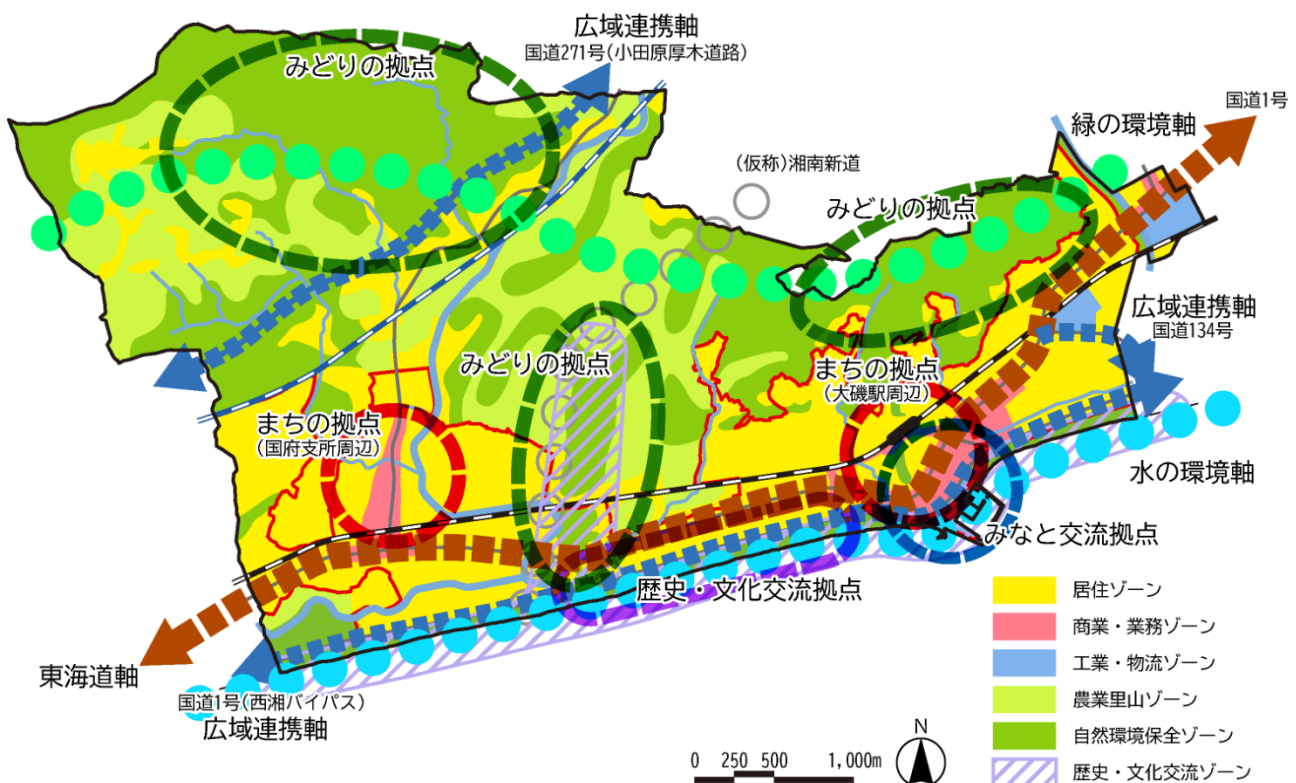 広域連携軸
国道271号(小田原厚木道路)
みどりの拠点
国道1号
緑の環境軸
(仮称)湘南新道
みどりの拠点
広域連携軸
国道134号
みどりの拠点
まちの拠点
(大磯駅周辺)
まちの拠点
(国府支所周辺)
水の環境軸
みなと交流拠点
歴史・文化交流拠点
東海道軸
国道1号(西湘バイパス)
広域連携軸
居住ゾーン
商業・業務ゾーン
工業・物流ゾーン
農業里山ゾーン
自然環境保全ゾーン
歴史・文化交流ゾーン
N
0 250 500 1,000m